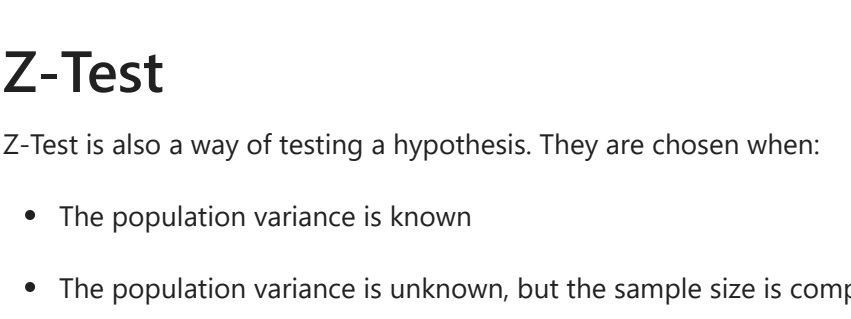 Z-Test
Z-Test is also a way of testing a hypothesis. They are chosen when:
The population variance is known
The population variance is unknown, but the sample size is